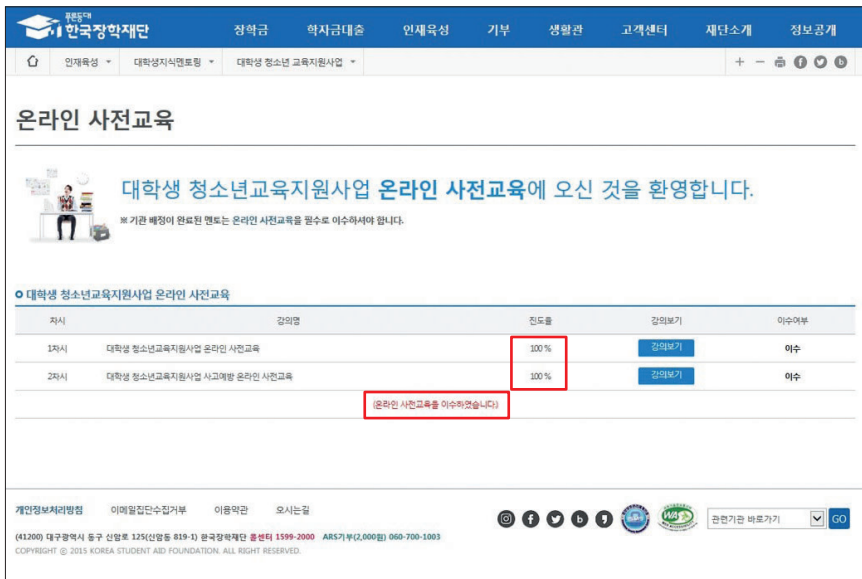 푸른등대
한국장학재단
장학금 학자금대출 인재육성 기부 생활관 고객센터 재단소개 정보공개
인재육성 대학생지식멘토링 대학생 청소년 교육지원사업
온라인 사전교육
대학생 청소년교육지원사업 온라인 사전교육에 오신 것을 환영합니다.
※ 기관 배정이 완료된 멘토는 온라인 사전교육을 필수로 이수하셔야 합니다.
대학생 청소년교육지원사업 온라인 사전교육
차시 강의명 진도율 강의보기 이수여부
1차시 대학생 청소년교육지원사업 온라인 사전교육 100 % 강의보기 이수
2차시 대학생 청소년교육지원사업 사고예방 온라인 사전교육 100 % 강의보기 이수
(온라인 사전교육을 이수하였습니다.)
개인정보처리방침 이메일집단수집거부 이용약관 오시는길
관련기관 바로가기 GO
(41200) 대구광역시 동구 신암로 125(신암동 819-1) 한국장학재단 콜센터 1599-2000 ARS기부(2,000원) 060-700-1003
COPYRIGHT ⓒ 2015 KOREA STUDENT AID FOUNDATION. ALL RIGHT RESERVED.